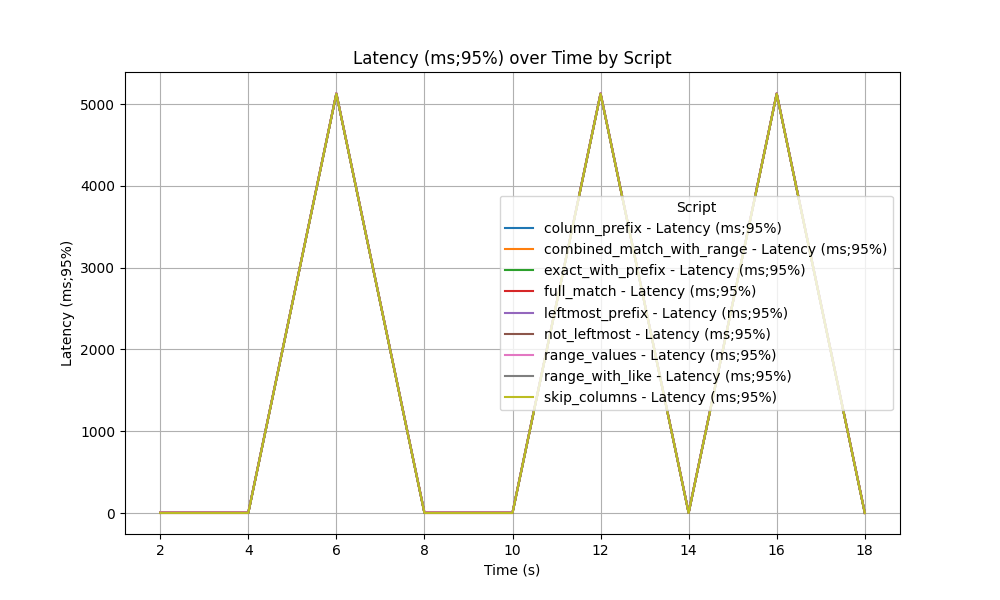 Latency (ms;95%) over Time by Script
Latency (ms;95%)
5000
4000
3000
2000
1000
0
Script
column_prefix - Latency (ms;95%)
combined_match_with_range - Latency (ms;95%)
exact_with_prefix - Latency (ms;95%)
full_match - Latency (ms;95%)
leftmost_prefix - Latency (ms;95%)
not_leftmost - Latency (ms;95%)
range_values - Latency (ms;95%)
range_with_like - Latency (ms;95%)
skip_columns - Latency (ms;95%)
2 4 6 8 10 12 14 16 18
Time (s)